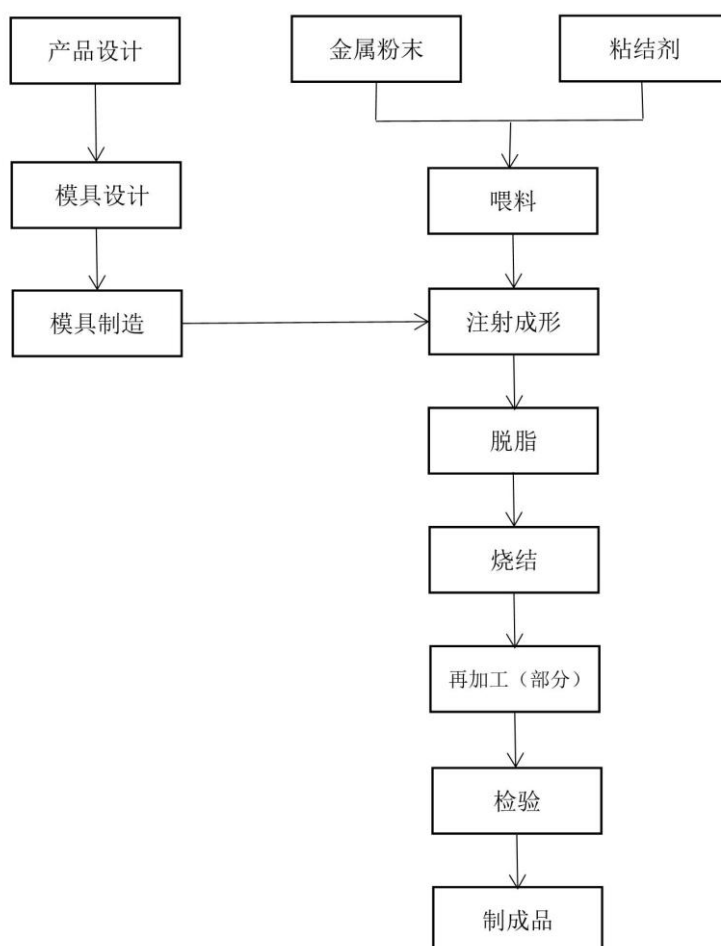 产品设计
金属粉末
粘结剂
模具设计
喂料
模具制造
注射成形
脱脂
烧结
再加工（部分）
检验
制成品